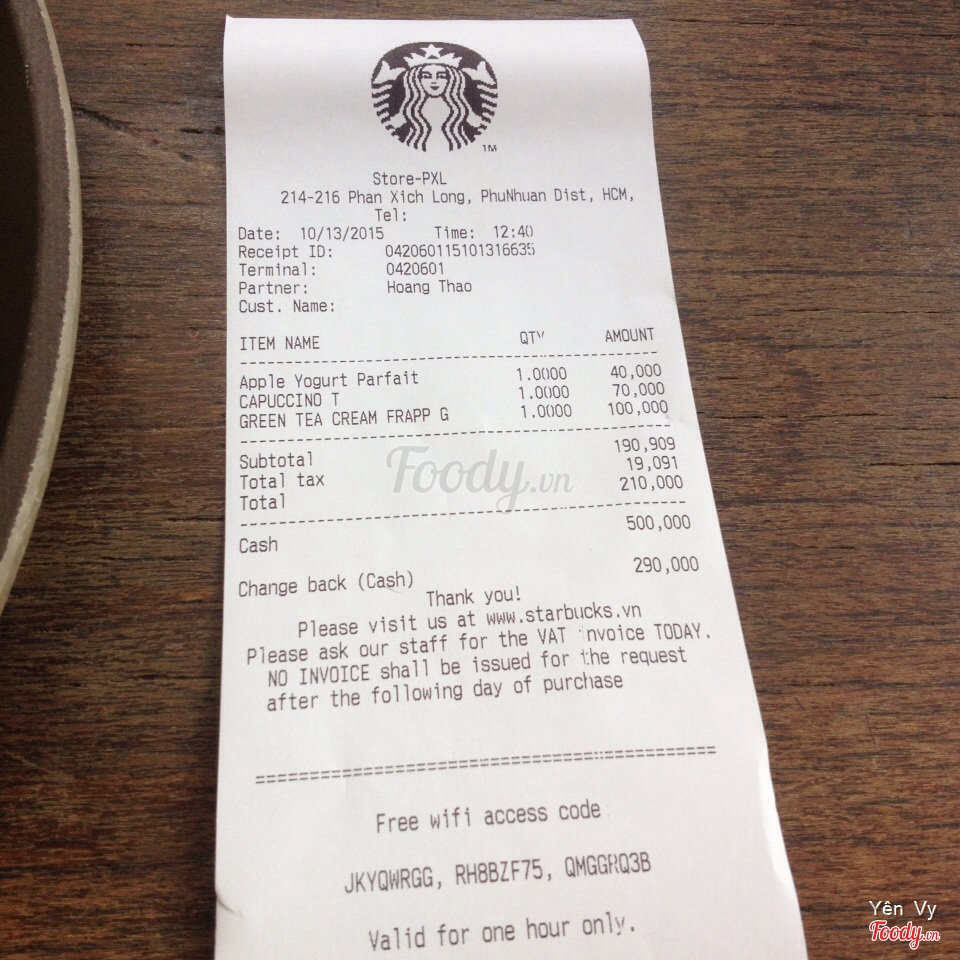 TM
Store-PXL
214-216 Phan Xich Long, PhuNhuan Dist, HCM,
Tel:
Date: 10/13/2015 Time: 12:40
Receipt ID: 042060115101316635
Terminal: 0420601
Partner: Hoang Thao
Cust. Name:
ITEM NAME QTY AMOUNT
Apple Yogurt Parfait 1.0000 40,000
CAPUCCINO T 1.0000 70,000
GREEN TEA CREAM FRAPP G 1.0000 100,000
Subtotal 190,909
Total tax 19,091
Total 210,000
Foody.vn
Cash 500,000
Change back (Cash) 290,000
Thank you!
Please visit us at www.starbucks.vn
Please ask our staff for the VAT invoice TODAY.
NO INVOICE shall be issued for the request
after the following day of purchase
Free wifi access code
JKYQWRGG, RH8BZF75, QMGGRQ3B
Valid for one hour only.
Yên Vy
Foody.vn